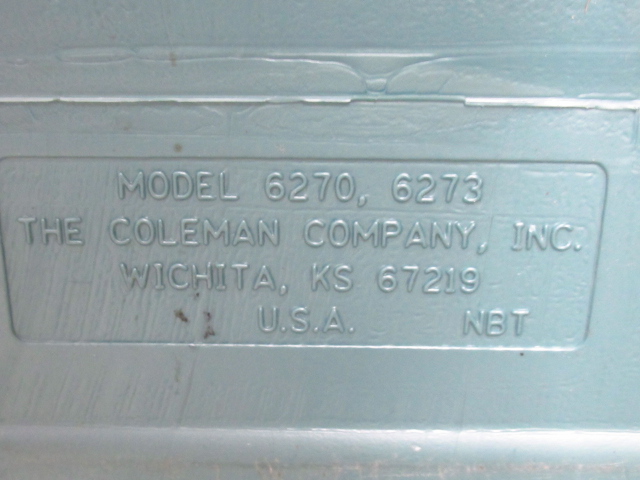 MODEL 6270, 6273
THE COLEMAN COMPANY, INC.
WICHITA, KS 67219
U.S.A. NBT